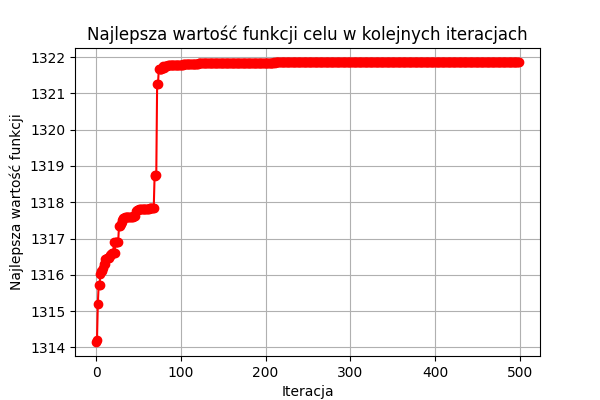 Najlepsza wartość funkcji celu w kolejnych iteracjach
1322
1321
1320
1319
1318
1317
1316
1315
1314
Najlepsza wartość funkcji
0 100 200 300 400 500
Iteracja